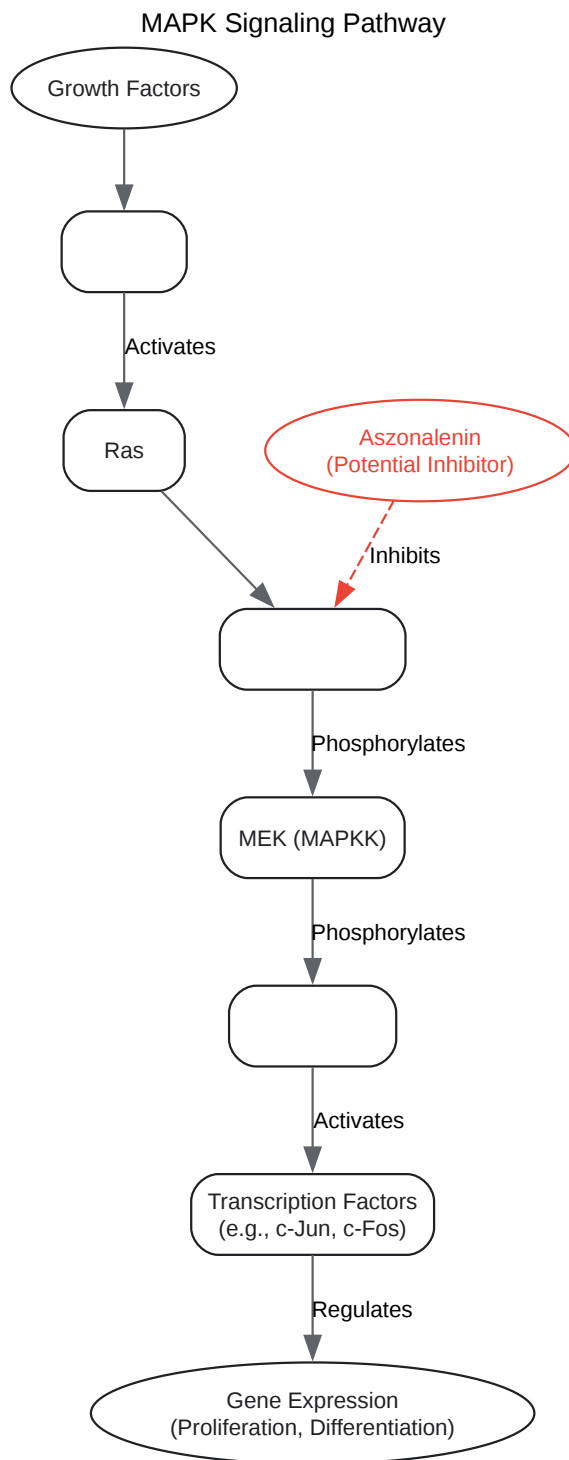 MAPK Signaling Pathway
Growth Factors
Activates
Ras
Aszonalenin
(Potential Inhibitor)
Inhibits
Phosphorylates
MEK (MAPKK)
Phosphorylates
Activates
Transcription Factors
(e.g., c-Jun, c-Fos)
Regulates
Gene Expression
(Proliferation, Differentiation)